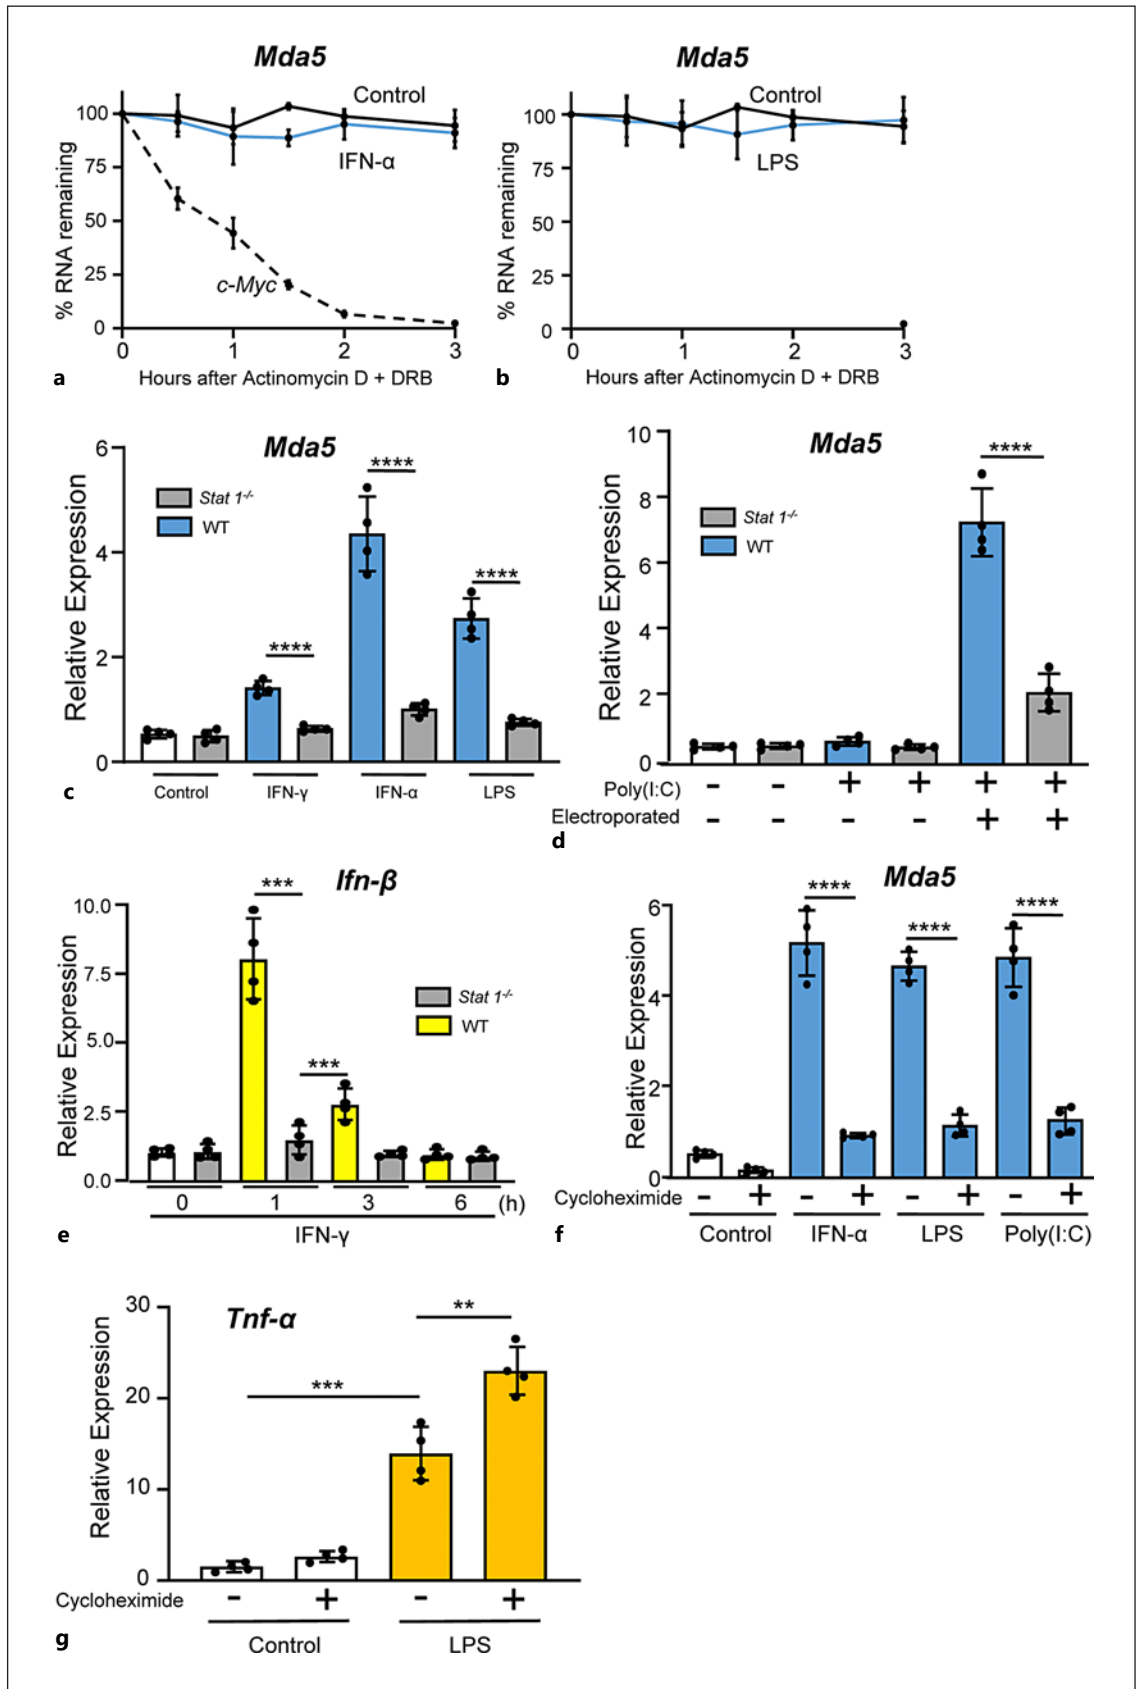 Mda5
100
75
50
25
0
% RNA remaining
Control
IFN-α
c-Myc
0 1 2 3
Hours after Actinomycin D + DRB
a
Mda5
100
75
50
25
0
% RNA remaining
Control
LPS
0 1 2 3
Hours after Actinomycin D + DRB
b
Mda5
6
4
2
0
Relative Expression
Stat 1-/-
WT
****
****
****
Control IFN-γ IFN-α LPS
c
Mda5
10
8
6
4
2
0
Relative Expression
Stat 1-/-
WT
****
Poly(I:C) - - + + + +
Electroporated - - - - + +
d
Ifn-β
10.0
7.5
5.0
2.5
0.0
Relative Expression
***
***
Stat 1-/-
WT
0 1 3 6 (h)
IFN-γ
e
Mda5
6
4
2
0
Relative Expression
****
****
****
Cycloheximide - + - + - + - +
Control IFN-α LPS Poly(I:C)
f
Tnf-α
30
20
10
0
Relative Expression
**
***
Cycloheximide - + - +
Control LPS
g